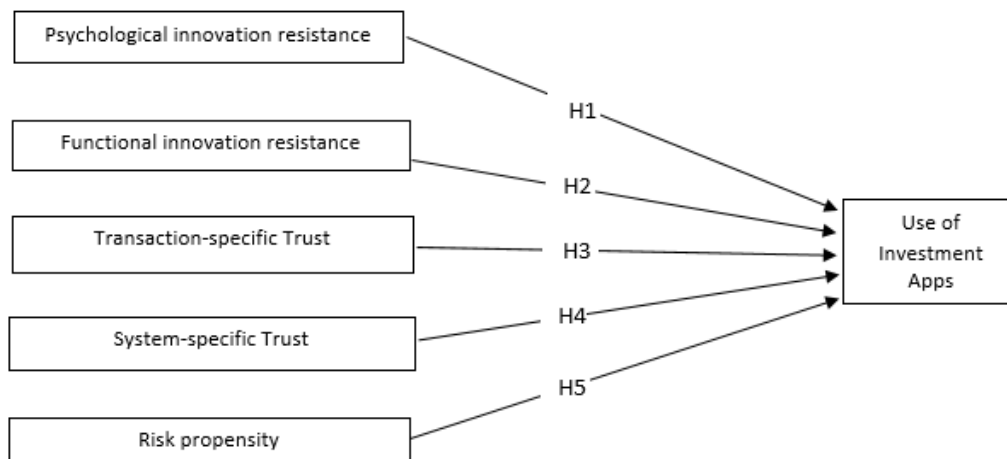 Psychological innovation resistance
H1
Functional innovation resistance
H2
Transaction-specific Trust
H3
System-specific Trust
H4
Risk propensity
H5
Use of
Investment
Apps